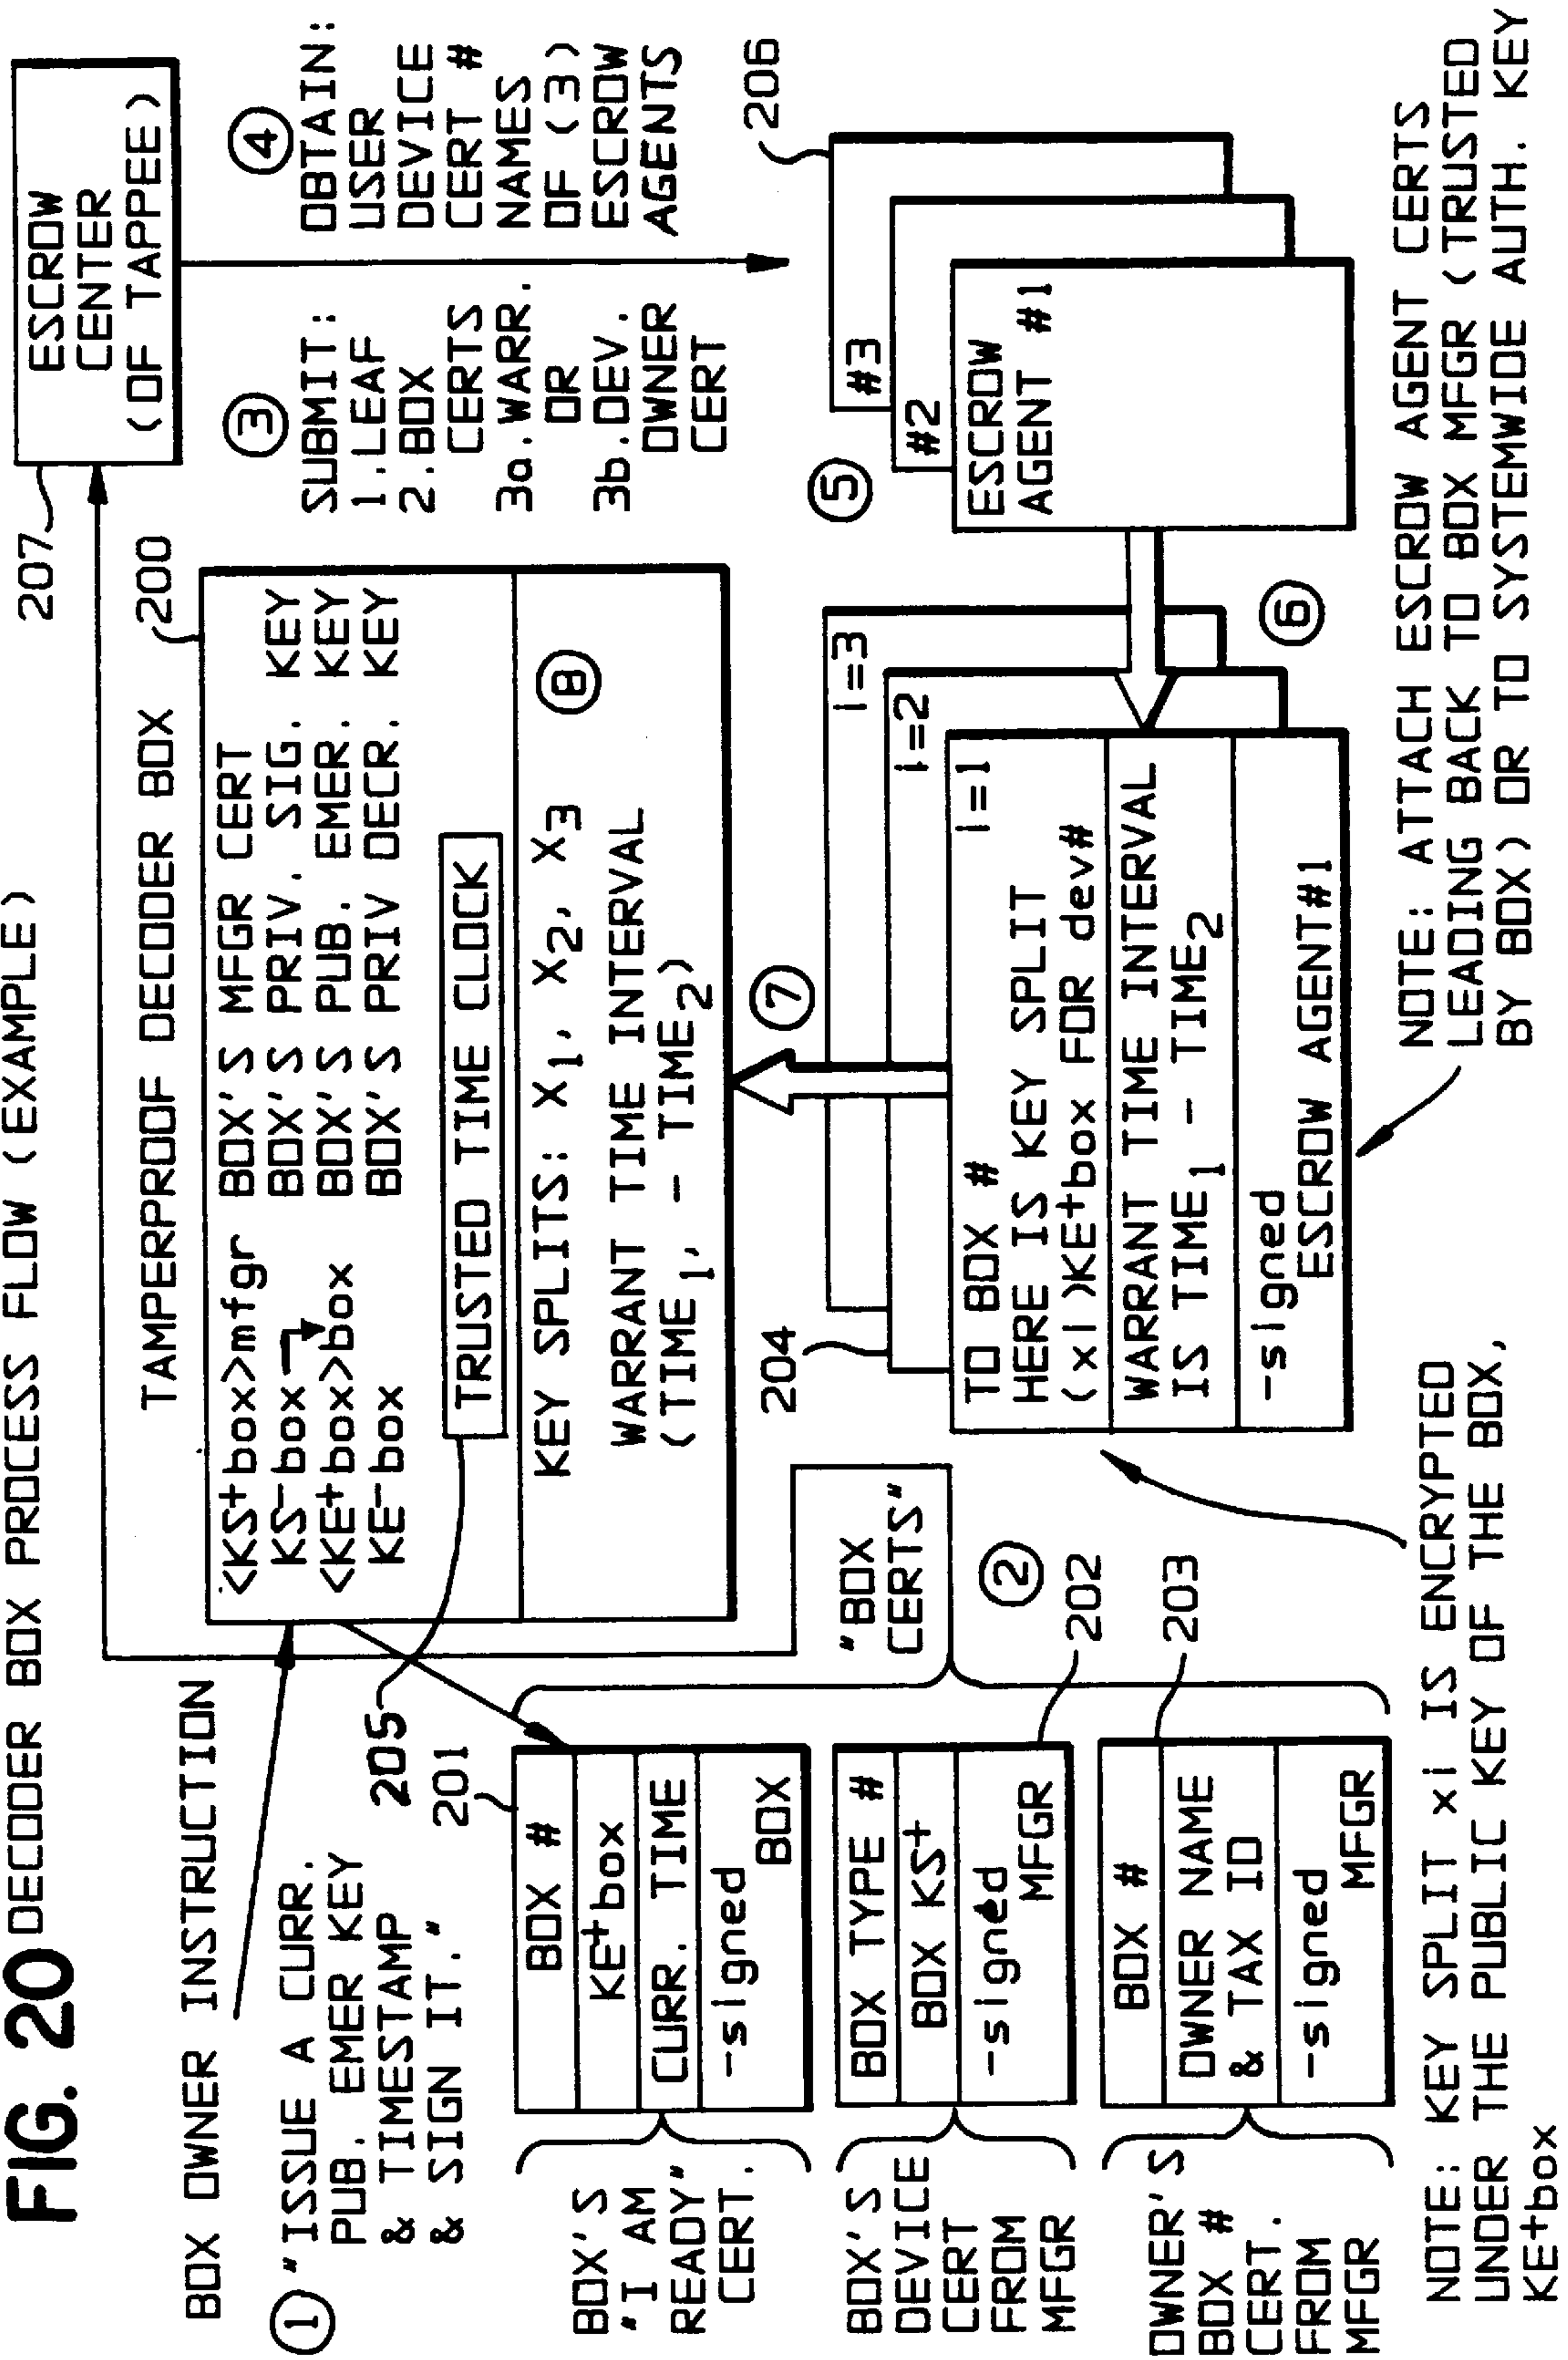 FIG. 20 DECODER BOX PROCESS FLOW (EXAMPLE)
BOX OWNER INSTRUCTION
1 "ISSUE A CURR.
PUB. EMER KEY
& TIMESTAMP
& SIGN IT."
205
201
TAMPERPROOF DECODER BOX
200
<KS+box>mfgr BOX'S MFGR CERT
KS-box BOX'S PRIV. SIG. KEY
<KE+box>box BOX'S PUB. EMER. KEY
KE-box BOX'S PRIV DECR. KEY
TRUSTED TIME CLOCK
KEY SPLITS: X1, X2, X3
8
WARRANT TIME INTERVAL
(TIME1, - TIME2)
207
ESCROW
CENTER
(OF TAPPEE)
3
SUBMIT:
1.LEAF
2.BOX
CERTS
3a.WARR.
OR
3b.DEV.
OWNER
CERT
4
OBTAIN:
USER
DEVICE
CERT #
NAMES
OF (3)
ESCROW
AGENTS
BOX'S
"I AM
READY"
CERT.
BOX #
KE+box
CURR. TIME
-signed
BOX
BOX'S
DEVICE
CERT
FROM
MFGR
BOX TYPE #
BOX KS+
-signed
MFGR
202
OWNER'S
BOX #
CERT.
FROM
MFGR
BOX #
OWNER NAME
& TAX ID
-signed
MFGR
203
"BOX
CERTS"
2
204
7
i=3
i=2
i=1
TO BOX #
HERE IS KEY SPLIT
(xi)KE+box FOR dev#
WARRANT TIME INTERVAL
IS TIME1 - TIME2
-signed
ESCROW AGENT#1
6
5
206
#3
#2
ESCROW
AGENT #1
NOTE: KEY SPLIT xi IS ENCRYPTED
UNDER THE PUBLIC KEY OF THE BOX,
KE+box
NOTE: ATTACH ESCROW AGENT CERTS
LEADING BACK TO BOX MFGR (TRUSTED
BY BOX) OR TO SYSTEMWIDE AUTH. KEY